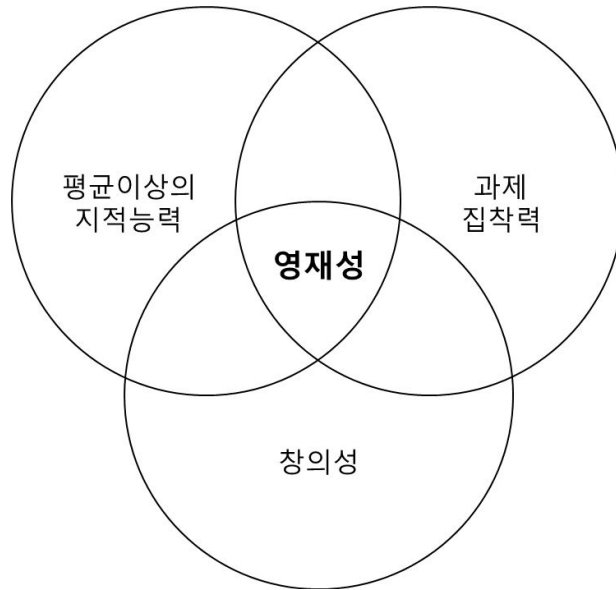 평균이상의
지적능력
과제
집착력
영재성
창의성